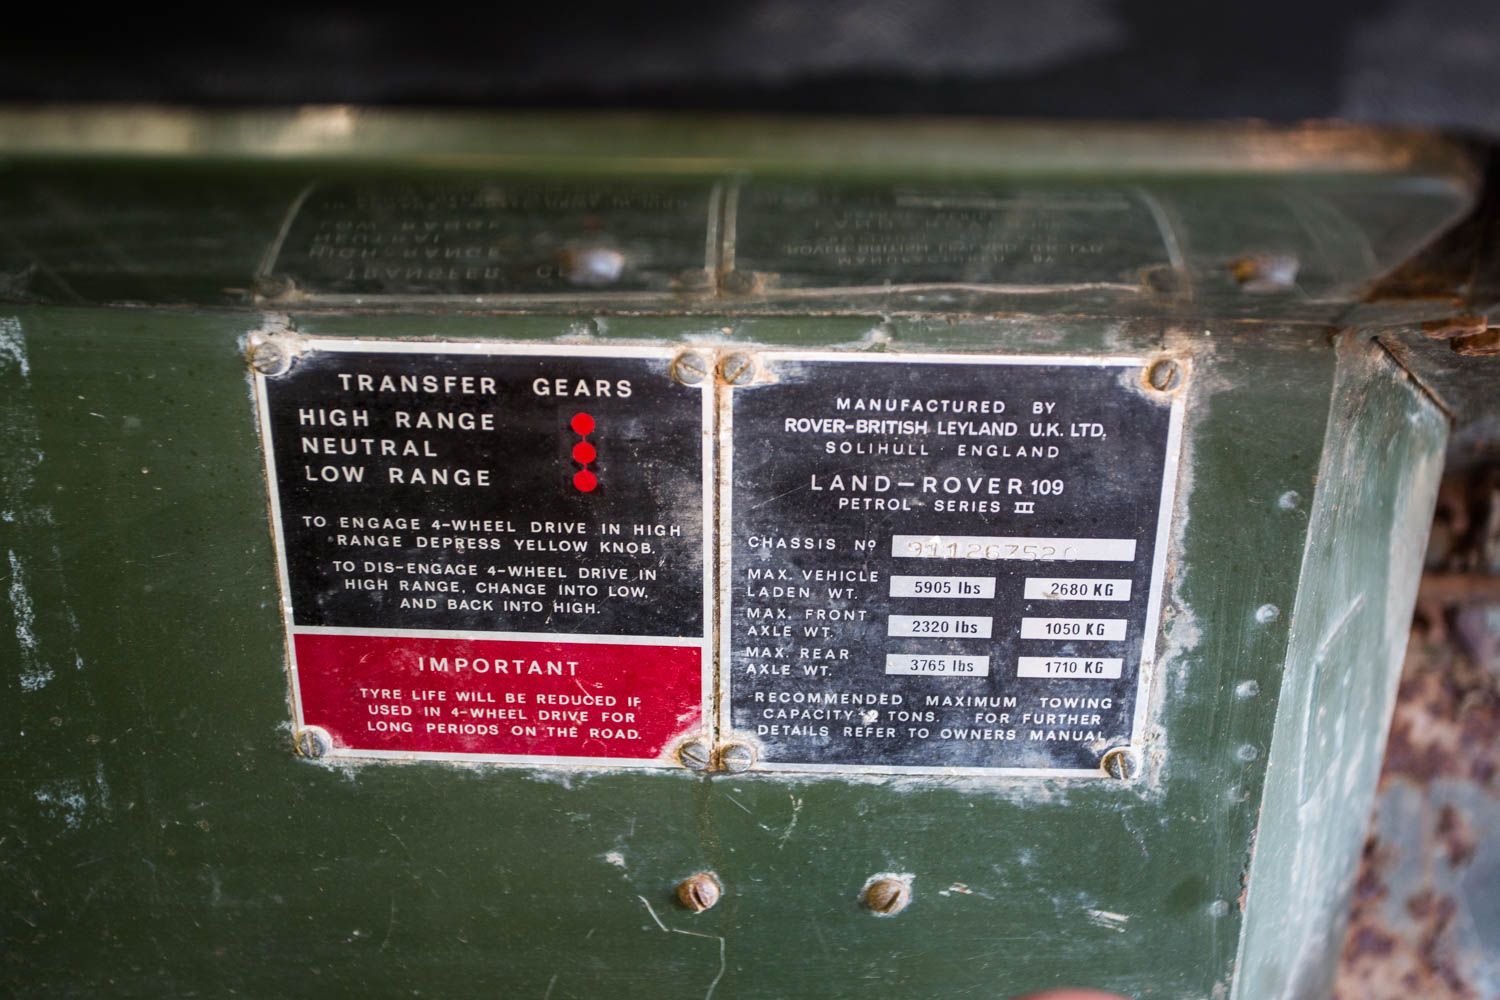 TRANSFER GEARS
HIGH RANGE
NEUTRAL
LOW RANGE
TO ENGAGE 4-WHEEL DRIVE IN HIGH
RANGE DEPRESS YELLOW KNOB.
TO DIS-ENGAGE 4-WHEEL DRIVE IN
HIGH RANGE, CHANGE INTO LOW,
AND BACK INTO HIGH.
IMPORTANT
TYRE LIFE WILL BE REDUCED IF
USED IN 4-WHEEL DRIVE FOR
LONG PERIODS ON THE ROAD.
MANUFACTURED BY
ROVER-BRITISH LEYLAND U.K. LTD.
SOLIHULL ENGLAND
LAND-ROVER 109
PETROL SERIES III
CHASSIS Nº
MAX. VEHICLE
LADEN WT. 5905 lbs 2680 KG
MAX. FRONT
AXLE WT. 2320 lbs 1050 KG
MAX. REAR
AXLE WT. 3765 lbs 1710 KG
RECOMMENDED MAXIMUM TOWING
CAPACITY 2 TONS. FOR FURTHER
DETAILS REFER TO OWNERS MANUAL